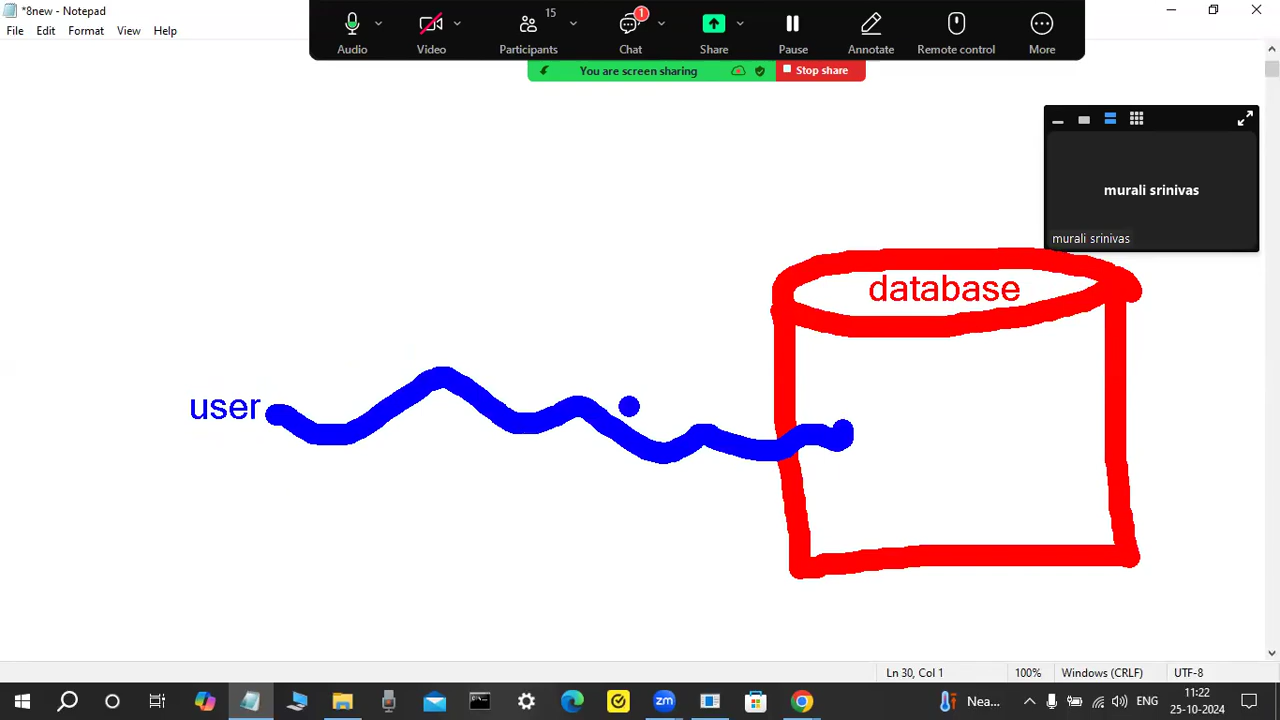 *8new - Notepad
File Edit Format View Help
15
1
Audio Video Participants Chat Share Pause Annotate Remote control More
You are screen sharing Stop share
murali srinivas
murali srinivas
database
user
Ln 30, Col 1 100% Windows (CRLF) UTF-8
zm Nea... ENG 11:22
25-10-2024